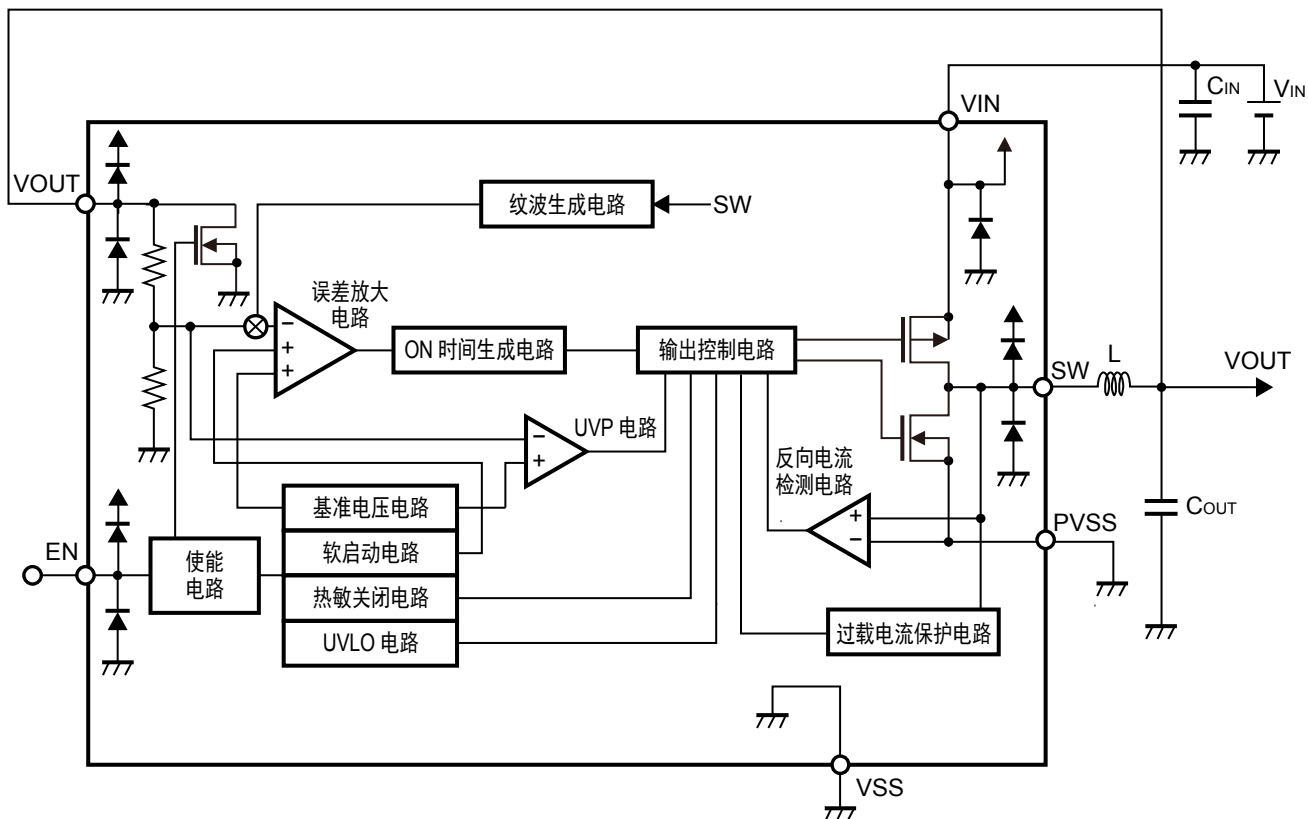 CIN
VIN
VIN
VOUT
纹波生成电路
SW
误差放大
电路
−
+
+
ON 时间生成电路
输出控制电路
SW
L
VOUT
−
+
UVP 电路
反向电流
检测电路
基准电压电路
+
−
COUT
PVSS
EN
使能
电路
软启动电路
热敏关闭电路
UVLO 电路
过载电流保护电路
VSS